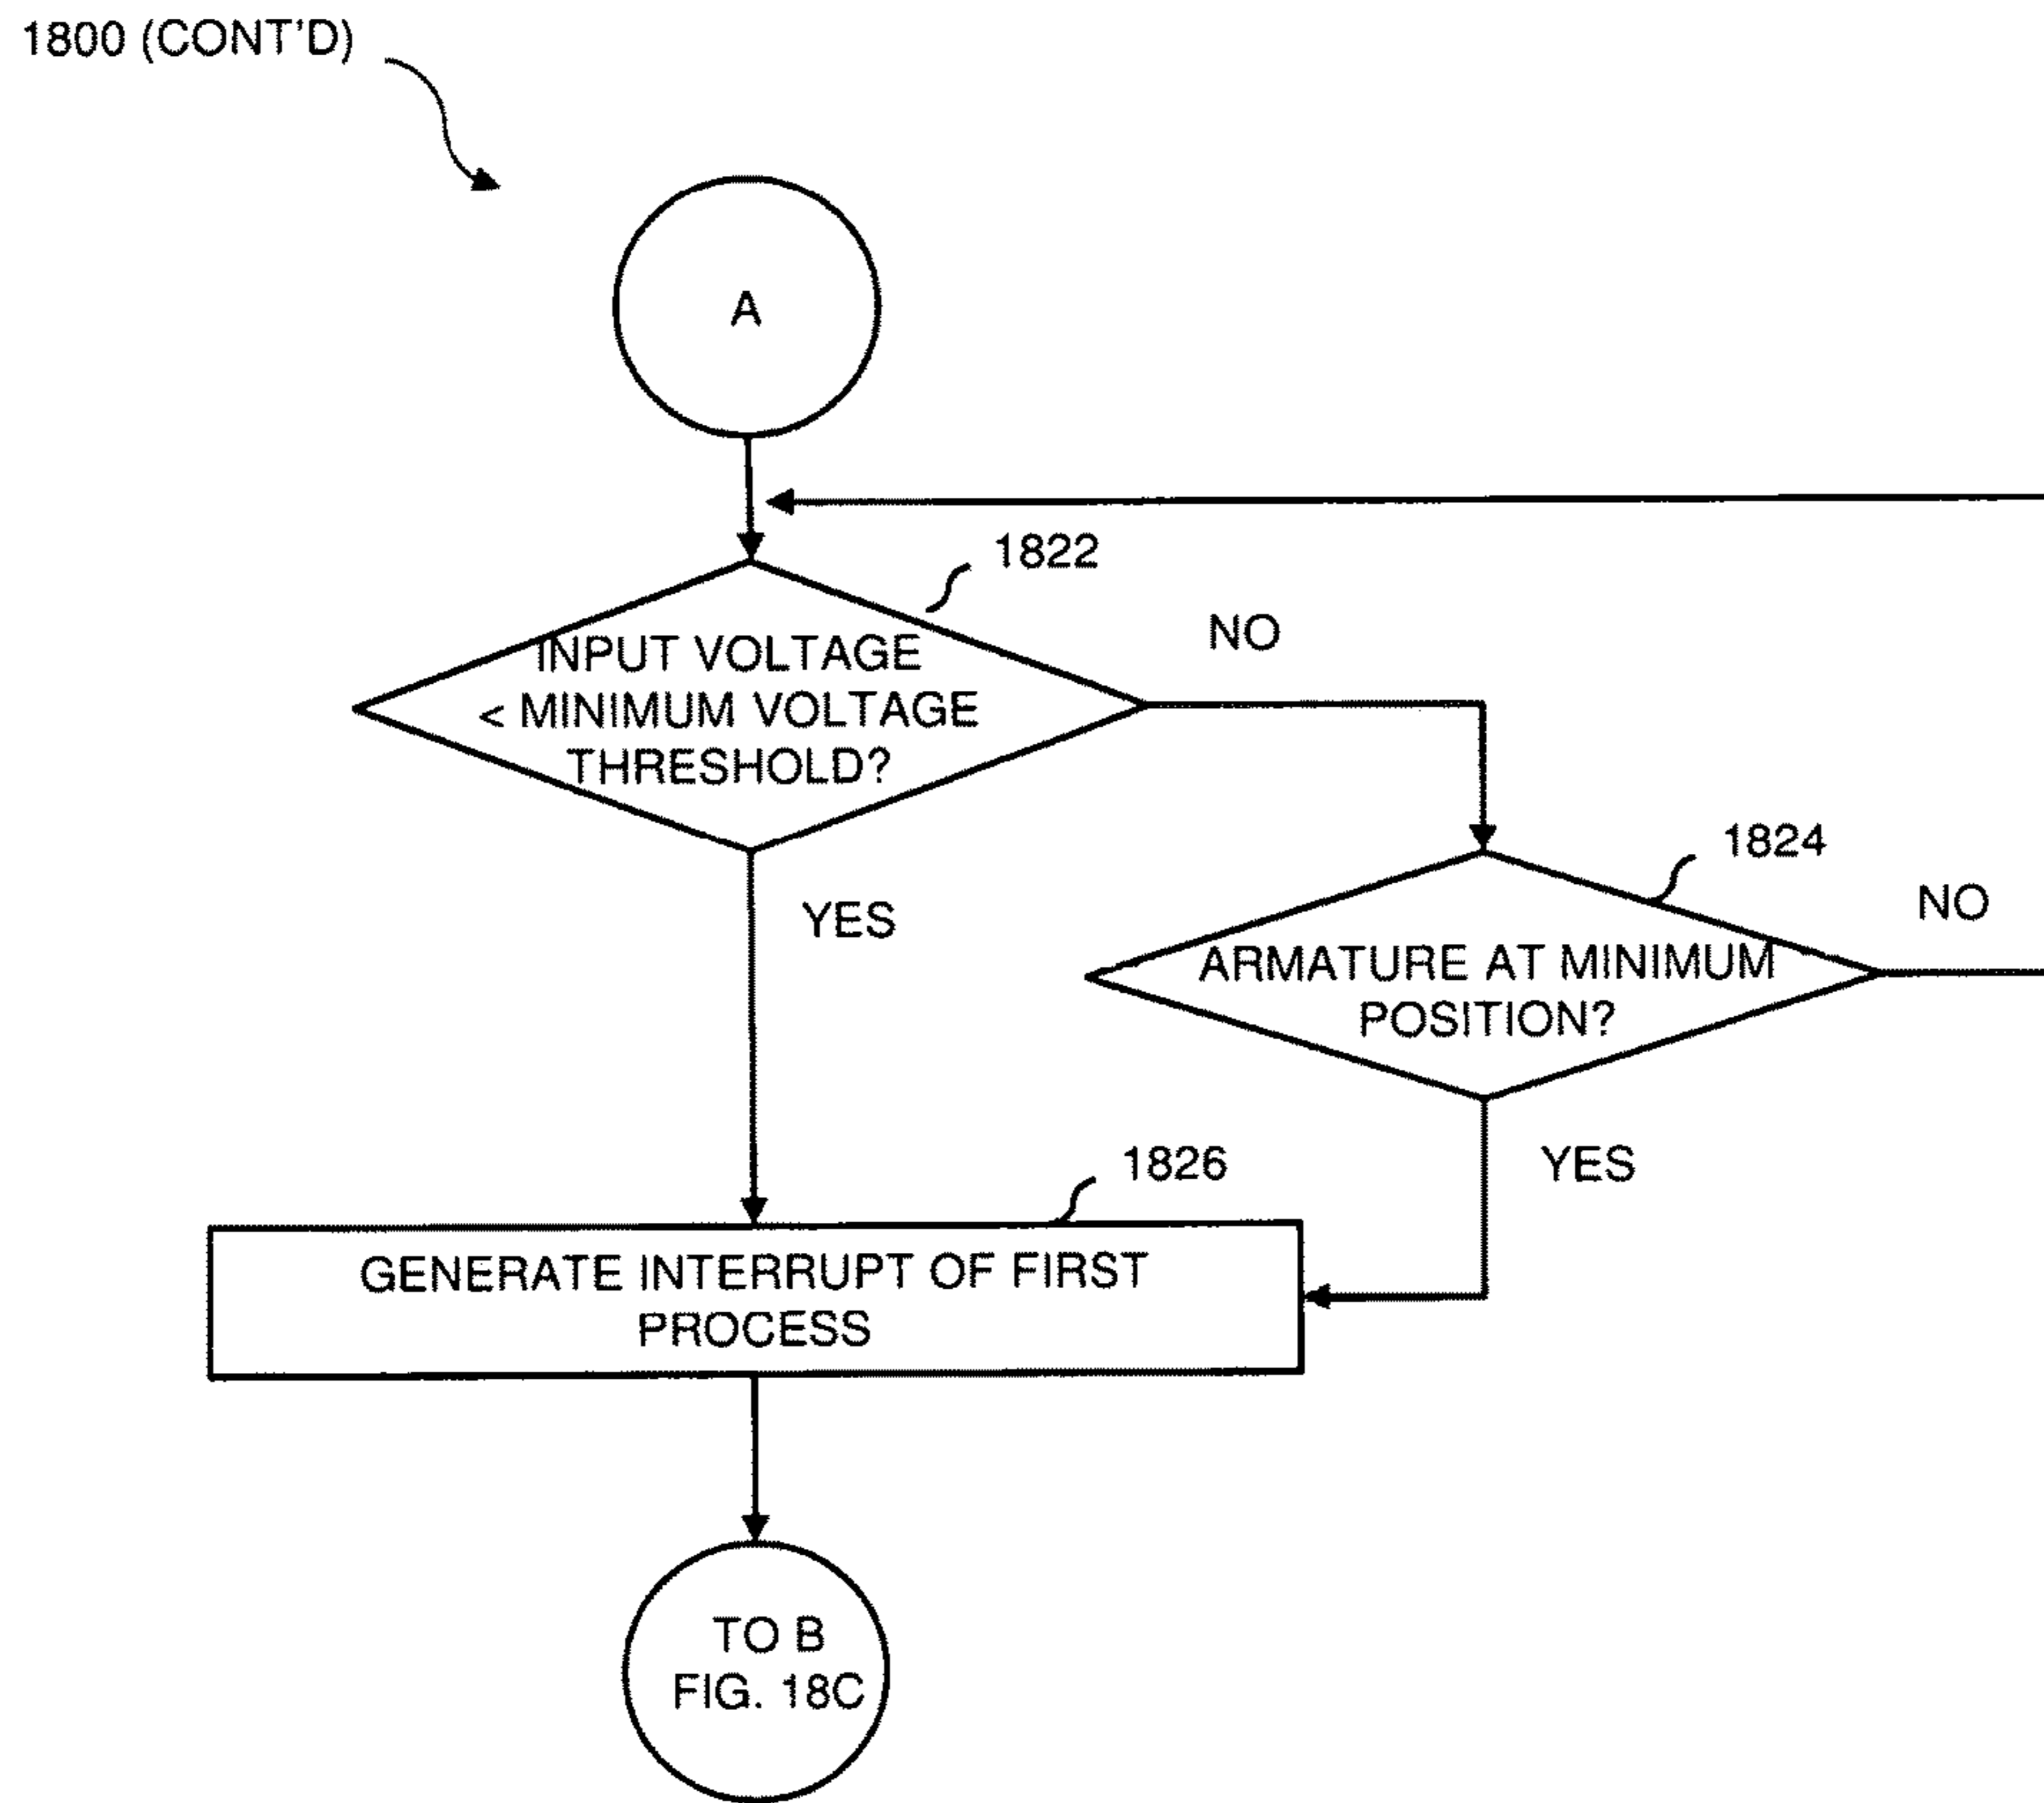 1800 (CONT'D)
A
1822
NO
INPUT VOLTAGE
< MINIMUM VOLTAGE
THRESHOLD?
1824
NO
YES
ARMATURE AT MINIMUM
POSITION?
1826
YES
GENERATE INTERRUPT OF FIRST
PROCESS
TO B
FIG. 18C